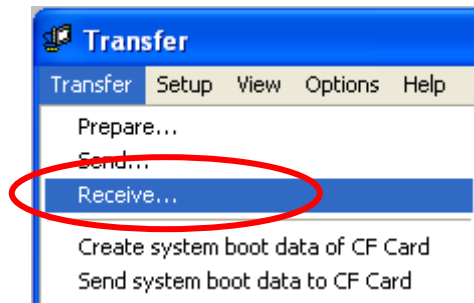 Transfer
Transfer Setup View Options Help
Prepare...
Send...
Receive...
Create system boot data of CF Card
Send system boot data to CF Card